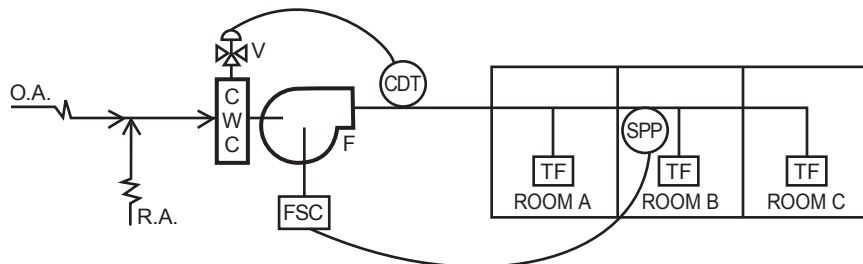 V
O.A.
C
W
C
CDT
F
SPP
R.A.
FSC
TF
TF
TF
ROOM A
ROOM B
ROOM C